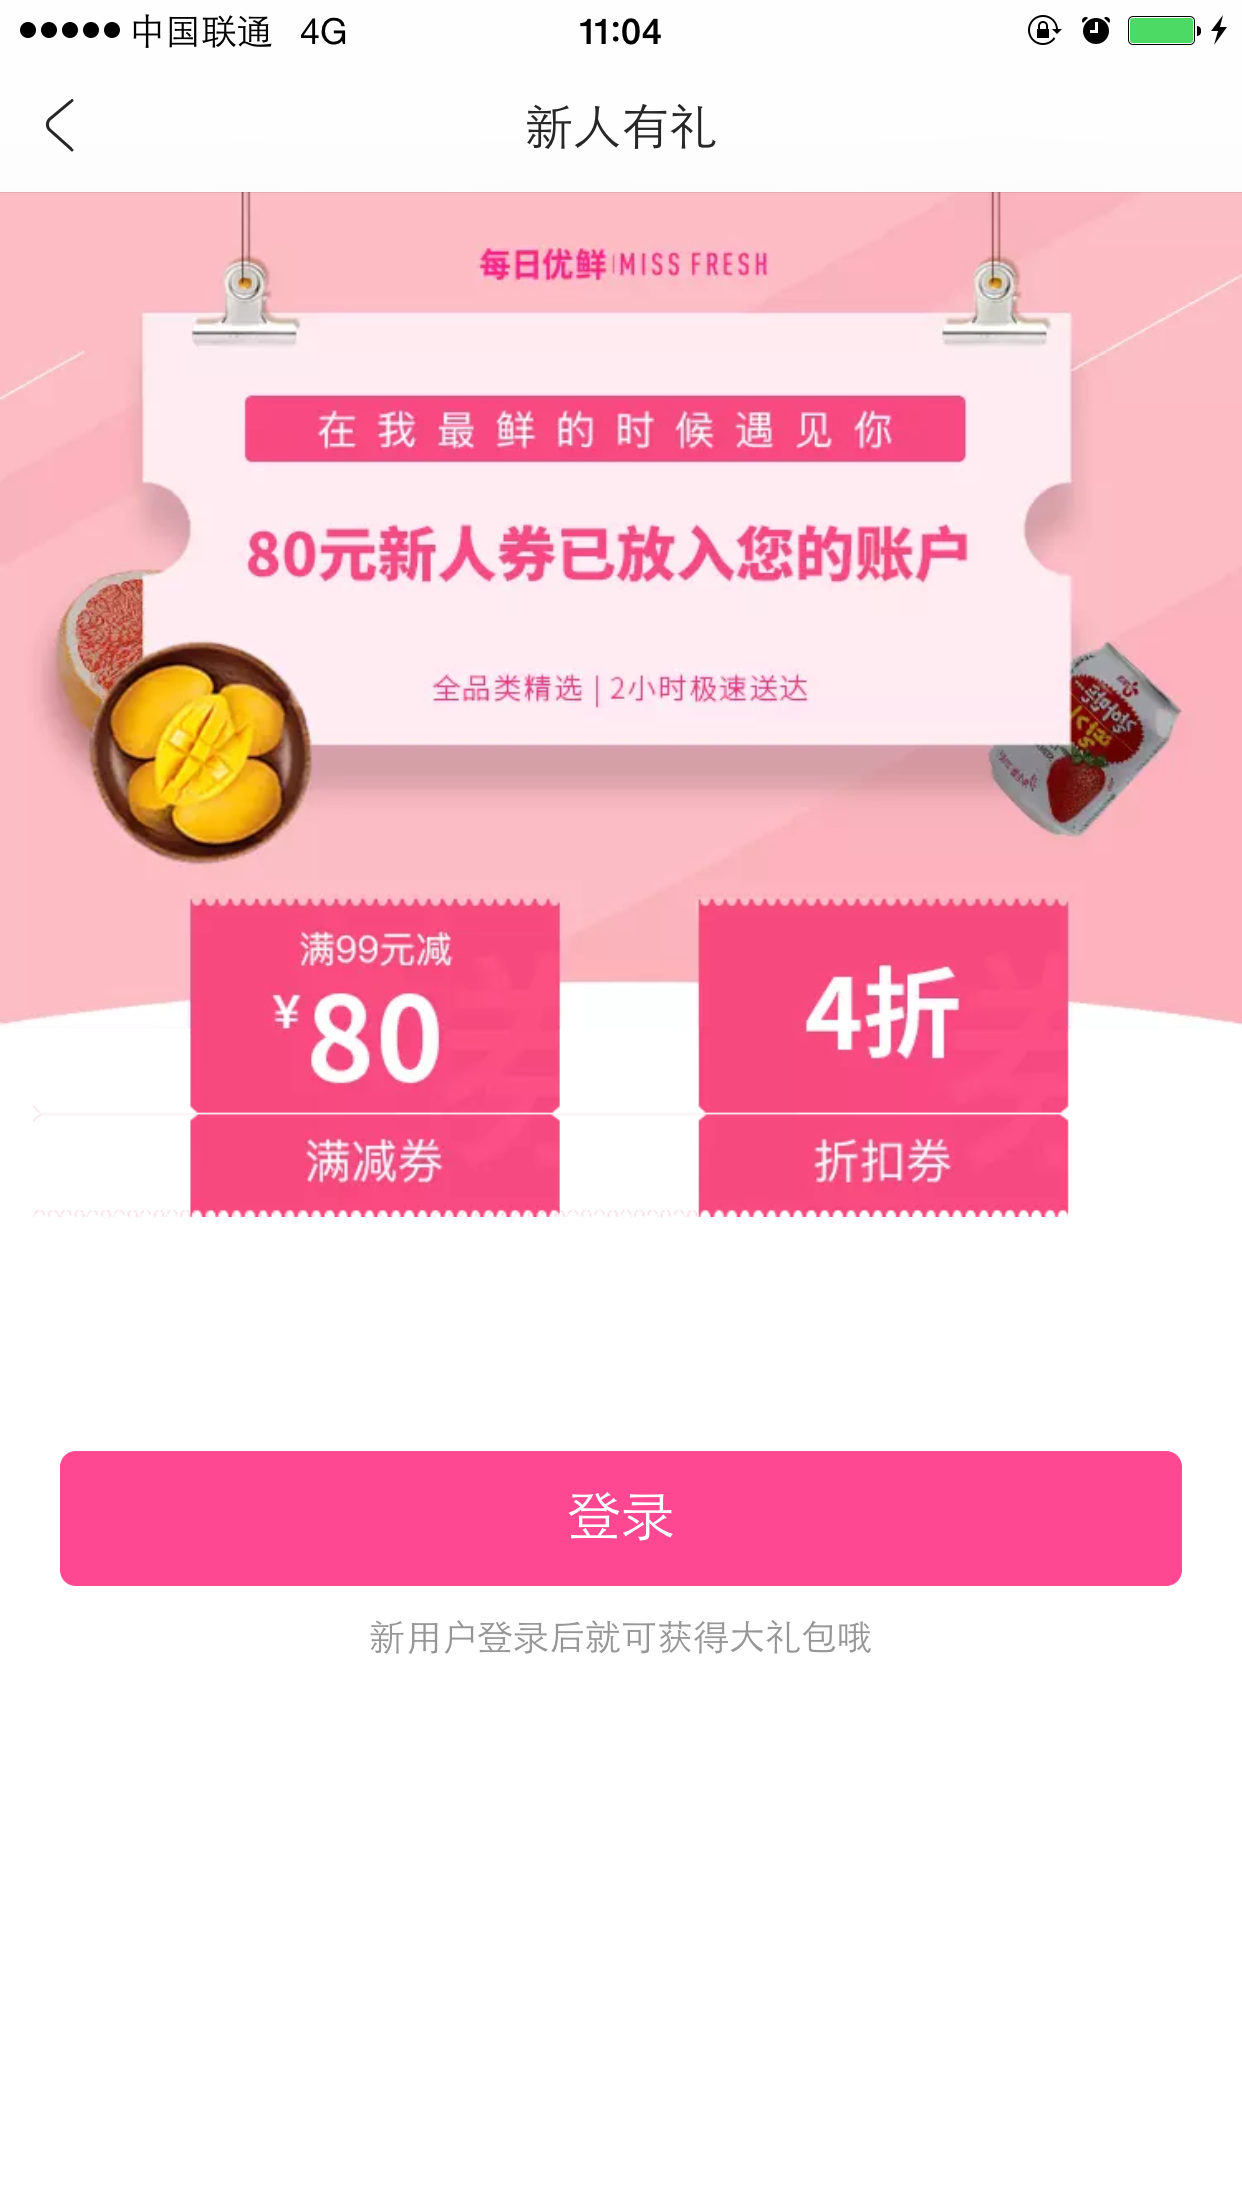 中国联通 4G 11:04
新人有礼
每日优鲜|MISS FRESH
在我最鲜的时候遇见你
80元新人券已放入您的账户
全品类精选 | 2小时极速送达
满99元减
¥80
满减券
4折
折扣券
登录
新用户登录后就可获得大礼包哦